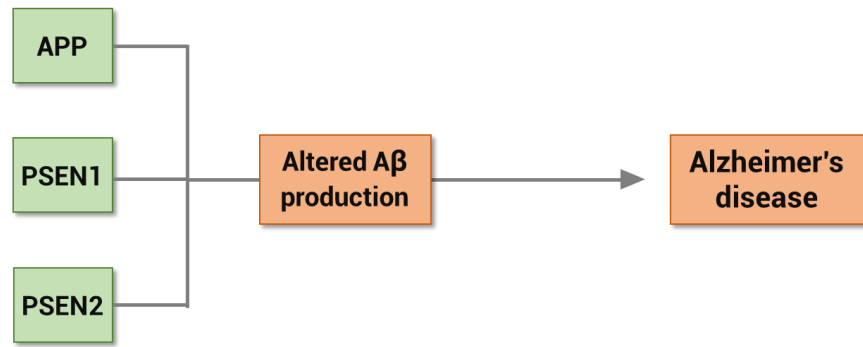 APP
PSEN1
PSEN2
Altered Aβ
production
Alzheimer's
disease